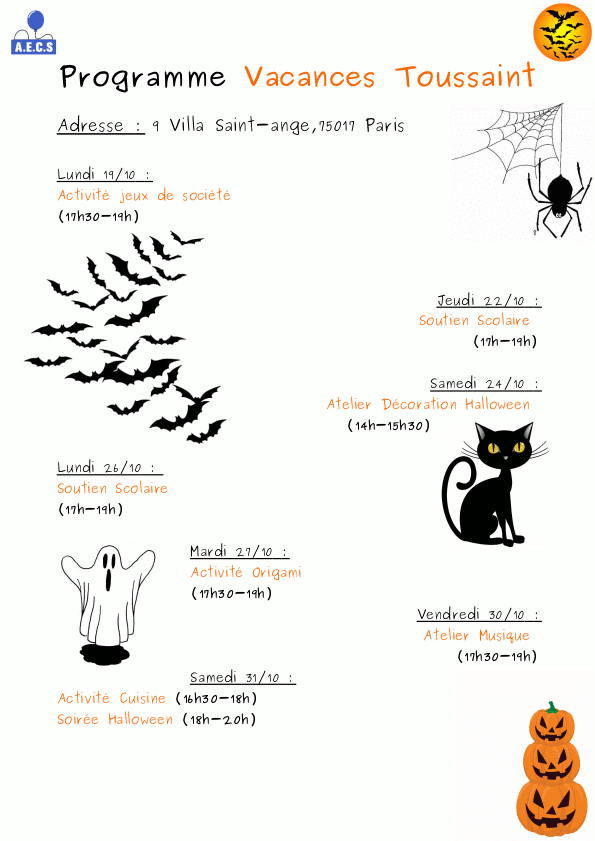 A.E.C.S
Programme Vacances Toussaint
Adresse : 9 Villa Saint-ange,75017 Paris
Lundi 19/10 :
Activité jeux de société
(17h30-19h)
Jeudi 22/10 :
Soutien Scolaire
(17h-19h)
Samedi 24/10 :
Atelier Décoration Halloween
(14h-15h30)
Lundi 26/10 :
Soutien Scolaire
(17h-19h)
Mardi 27/10 :
Activité Origami
(17h30-19h)
Vendredi 30/10 :
Atelier Musique
(17h30-19h)
Samedi 31/10 :
Activité Cuisine (16h30-18h)
Soirée Halloween (18h-20h)